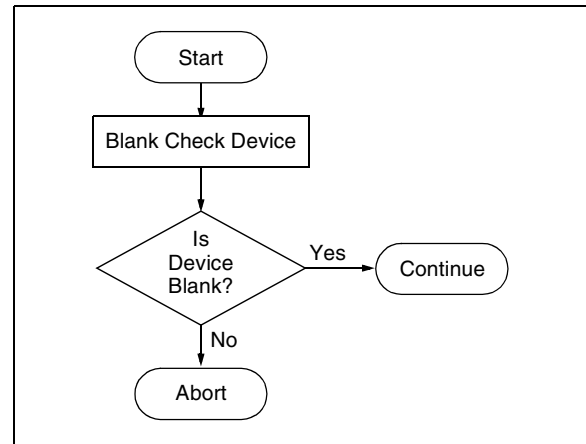 Start
Blank Check Device
Is
Device
Blank?
Yes
Continue
No
Abort